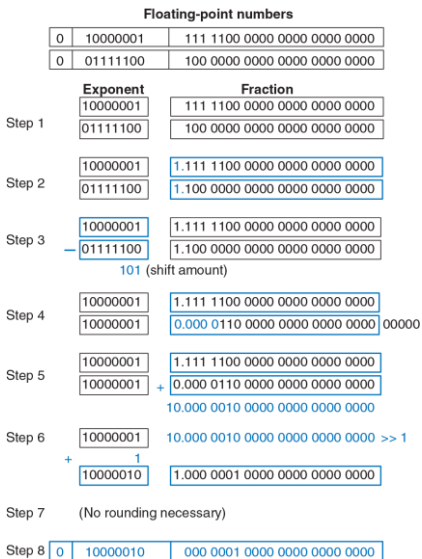 Floating-point numbers
0 10000001 111 1100 0000 0000 0000 0000
0 01111100 100 0000 0000 0000 0000 0000
Exponent Fraction
10000001 111 1100 0000 0000 0000 0000
Step 1
01111100 100 0000 0000 0000 0000 0000
10000001 1.111 1100 0000 0000 0000 0000
Step 2
01111100 1.100 0000 0000 0000 0000 0000
10000001 1.111 1100 0000 0000 0000 0000
Step 3
– 01111100 1.100 0000 0000 0000 0000 0000
101 (shift amount)
10000001 1.111 1100 0000 0000 0000 0000
Step 4
10000001 0.000 0110 0000 0000 0000 0000 00000
10000001 1.111 1100 0000 0000 0000 0000
Step 5
10000001 + 0.000 0110 0000 0000 0000 0000
10.000 0010 0000 0000 0000 0000
Step 6 10000001 10.000 0010 0000 0000 0000 0000 >> 1
+ 1
10000010 1.000 0001 0000 0000 0000 0000
Step 7 (No rounding necessary)
Step 8 0 10000010 000 0001 0000 0000 0000 0000